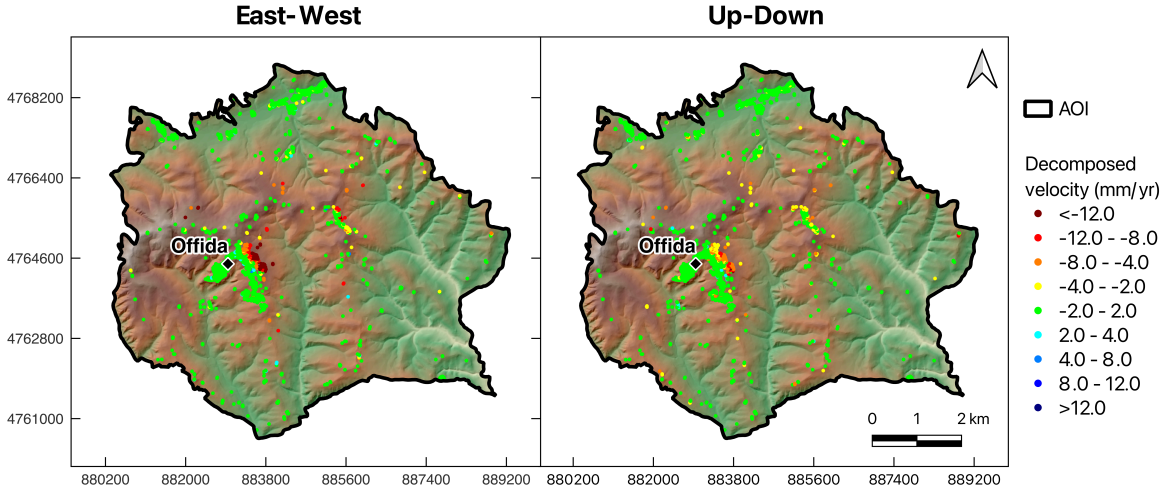 East-West
Up-Down
4768200
4766400
4764600
4762800
4761000
Offida
Offida
AOI
Decomposed
velocity (mm/yr)
<-12.0
-12.0 - -8.0
-8.0 - -4.0
-4.0 - -2.0
-2.0 - 2.0
2.0 - 4.0
4.0 - 8.0
8.0 - 12.0
>12.0
0 1 2 km
880200 882000 883800 885600 887400 889200
880200 882000 883800 885600 887400 889200